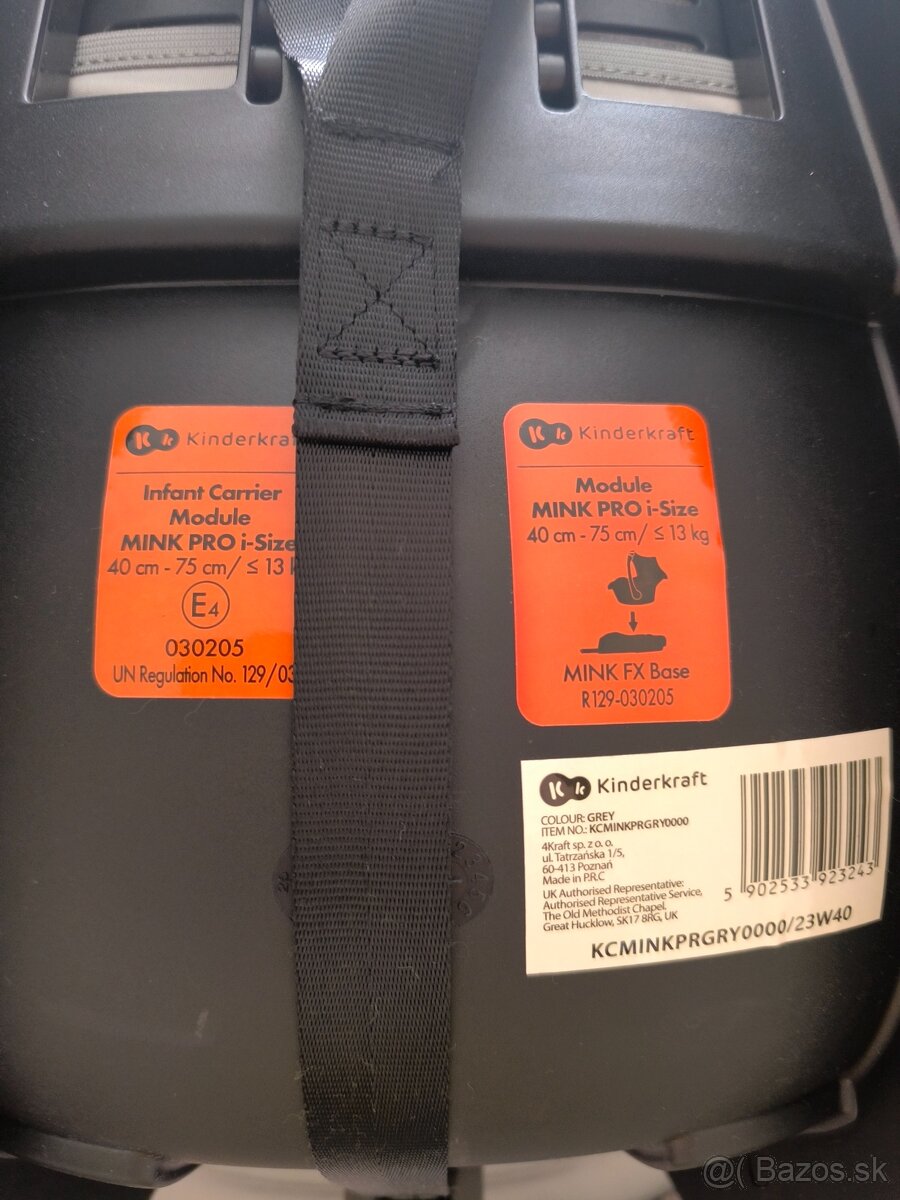 Kinderkraf
Infant Carrier
Module
MINK PRO i-Size
40 cm - 75 cm/ ≤ 13 k
E4
030205
UN Regulation No. 129/03
Kinderkraft
Module
MINK PRO i-Size
40 cm - 75 cm/ ≤ 13 kg
MINK FX Base
R129-030205
Kinderkraft
COLOUR: GREY
ITEM NO.: KCMINKPRGRY0000
4Kraft sp. z o. o.
ul. Tatrzańska 1/5,
60-413 Poznań
Made in P.R.C
UK Authorised Representative:
Authorised Representative Service,
The Old Methodist Chapel,
Great Hucklow, SK17 8RG, UK
5 902533 923243
KCMINKPRGRY0000/23W40
@( Bazos.sk